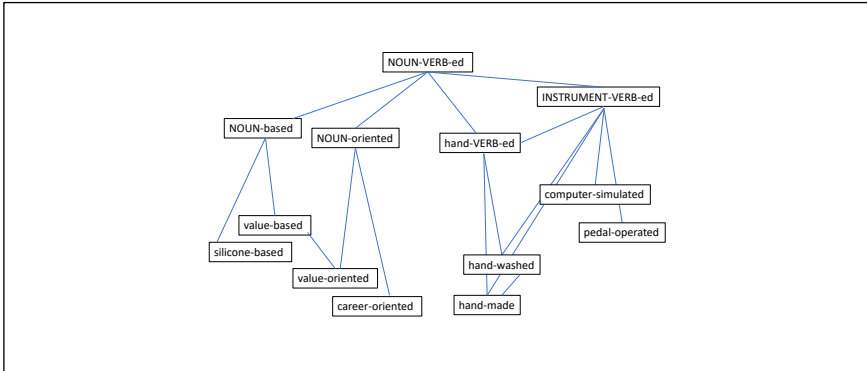 NOUN-VERB-ed
INSTRUMENT-VERB-ed
NOUN-based
NOUN-oriented
hand-VERB-ed
computer-simulated
value-based
pedal-operated
silicone-based
hand-washed
value-oriented
career-oriented
hand-made